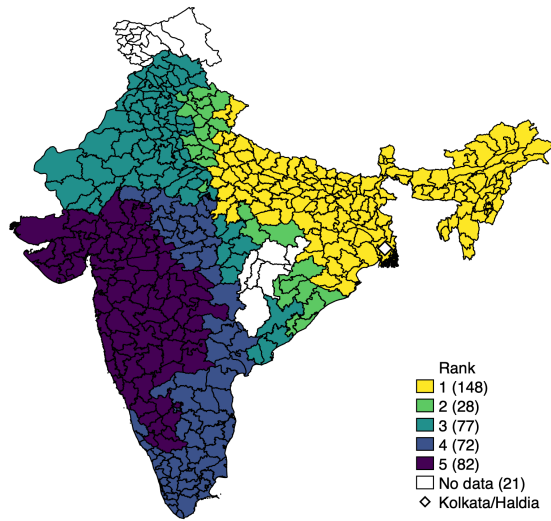 Rank
1 (148)
2 (28)
3 (77)
4 (72)
5 (82)
No data (21)
Kolkata/Haldia